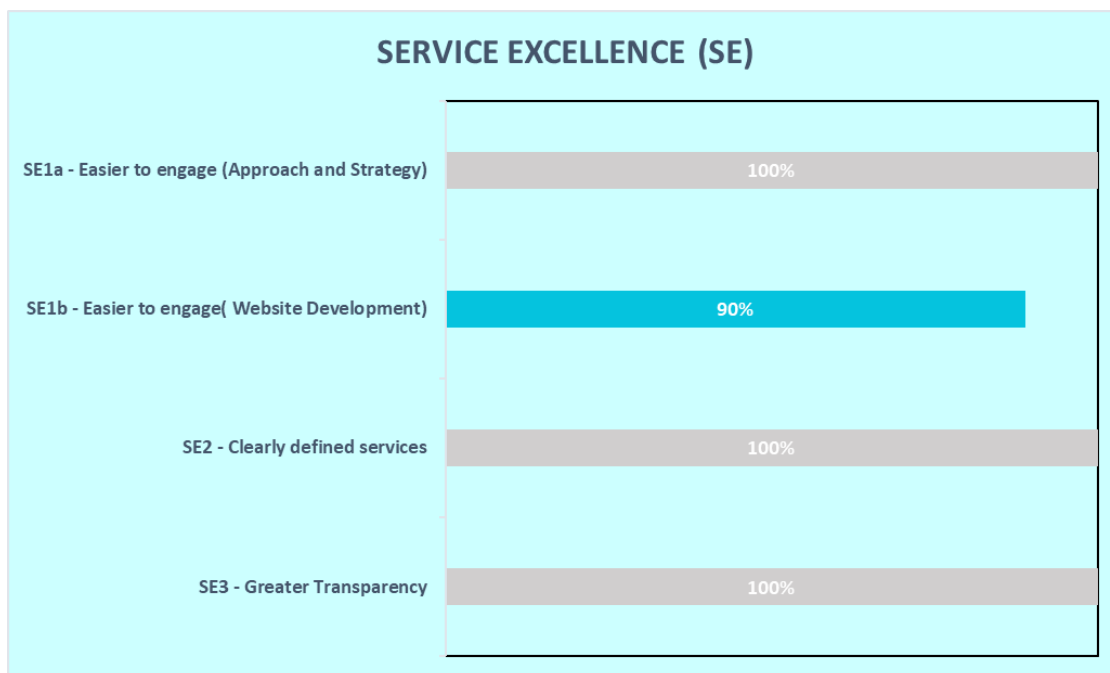 SERVICE EXCELLENCE (SE)
SE1a - Easier to engage (Approach and Strategy)
100%
SE1b - Easier to engage( Website Development)
90%
SE2 - Clearly defined services
100%
SE3 - Greater Transparency
100%